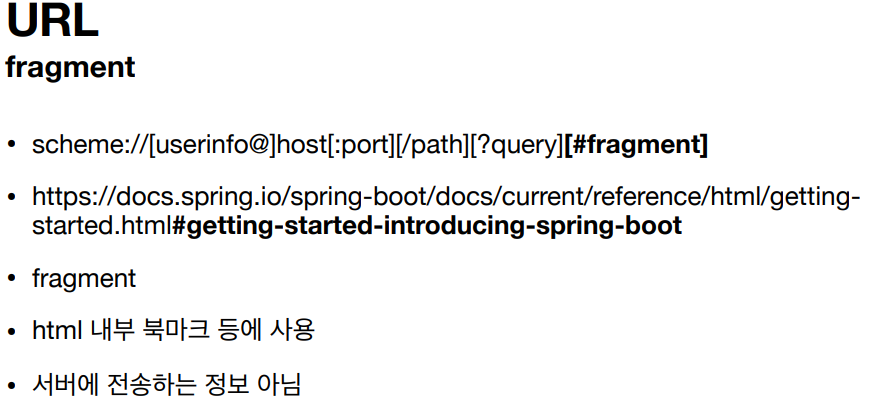 URL
fragment
• scheme://[userinfo@]host[:port][/path][?query][#fragment]
• https://docs.spring.io/spring-boot/docs/current/reference/html/getting-
started.html#getting-started-introducing-spring-boot
• fragment
• html 내부 북마크 등에 사용
• 서버에 전송하는 정보 아님